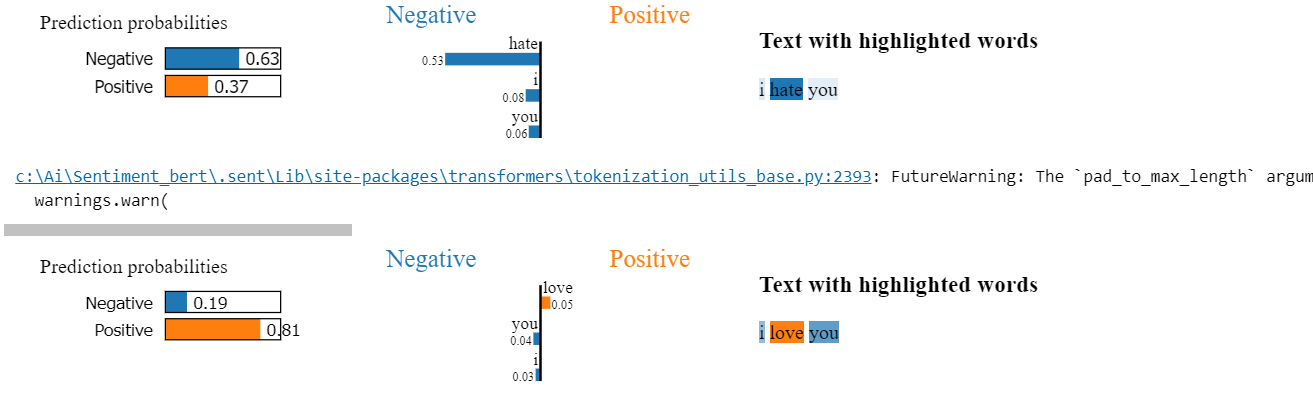 Prediction probabilities
Negative 0.63
Positive 0.37
Negative Positive
hate
0.53
i
0.08
you
0.06
Text with highlighted words
i hate you
c:\Ai\Sentiment_bert\.sent\Lib\site-packages\transformers\tokenization_utils_base.py:2393: FutureWarning: The `pad_to_max_length` argum
warnings.warn(
Prediction probabilities
Negative 0.19
Positive 0.81
Negative Positive
love
0.05
you
0.04
i
0.03
Text with highlighted words
i love you